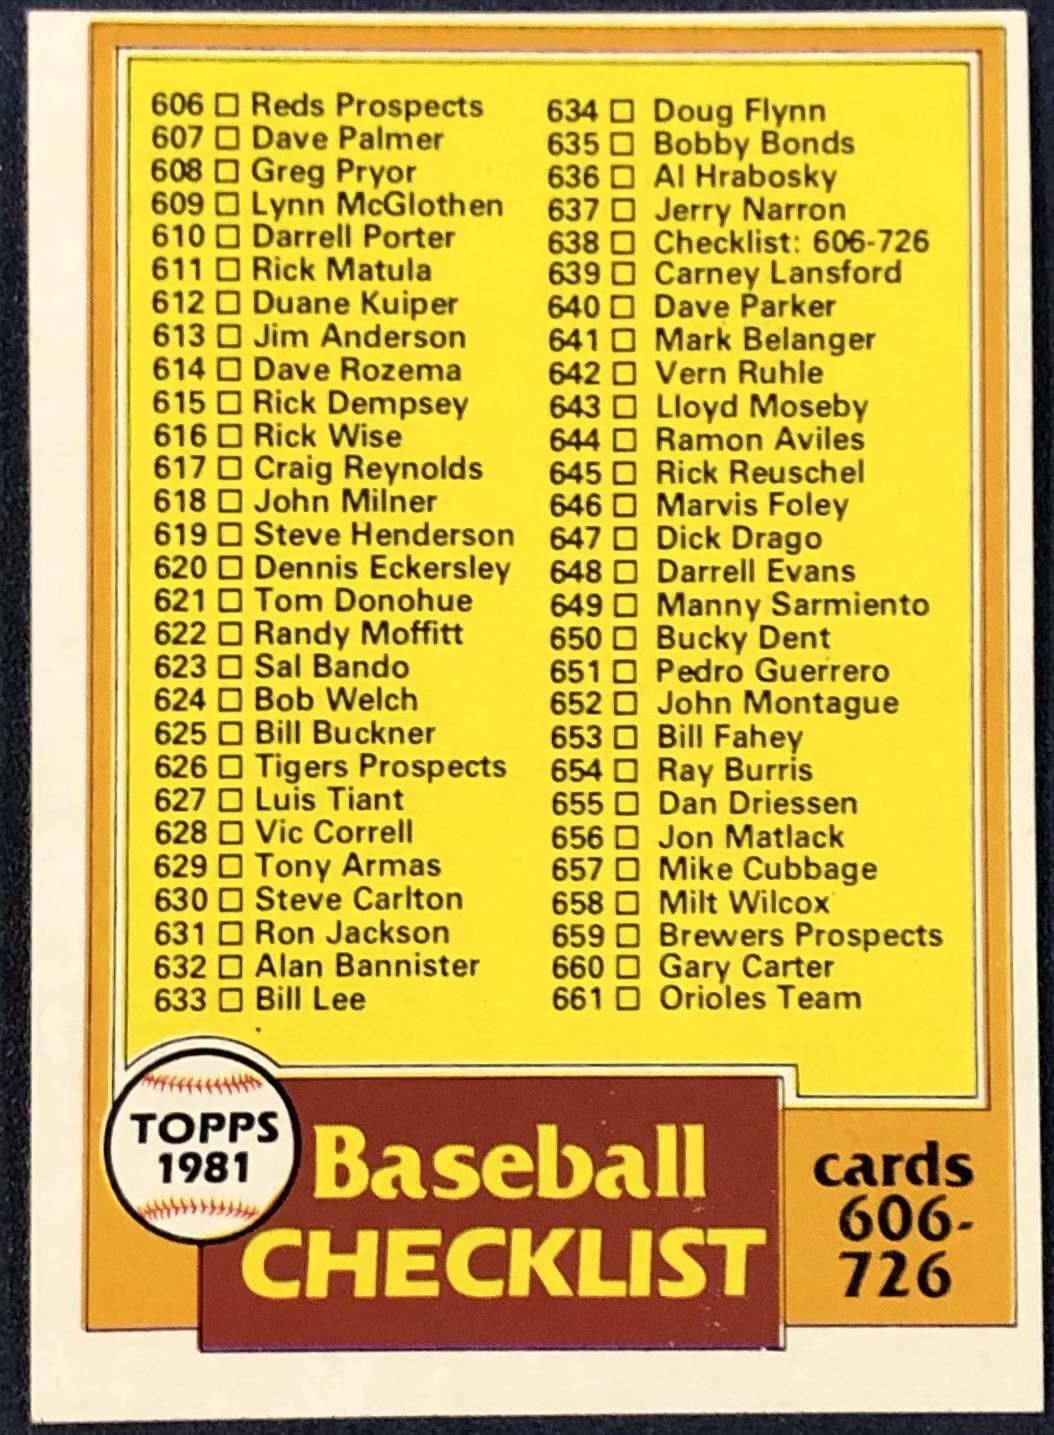 606 □ Reds Prospects
607 □ Dave Palmer
608 □ Greg Pryor
609 □ Lynn McGlothen
610 □ Darrell Porter
611 □ Rick Matula
612 □ Duane Kuiper
613 □ Jim Anderson
614 □ Dave Rozema
615 □ Rick Dempsey
616 □ Rick Wise
617 □ Craig Reynolds
618 □ John Milner
619 □ Steve Henderson
620 □ Dennis Eckersley
621 □ Tom Donohue
622 □ Randy Moffitt
623 □ Sal Bando
624 □ Bob Welch
625 □ Bill Buckner
626 □ Tigers Prospects
627 □ Luis Tiant
628 □ Vic Correll
629 □ Tony Armas
630 □ Steve Carlton
631 □ Ron Jackson
632 □ Alan Bannister
633 □ Bill Lee
634 □ Doug Flynn
635 □ Bobby Bonds
636 □ Al Hrabosky
637 □ Jerry Narron
638 □ Checklist: 606-726
639 □ Carney Lansford
640 □ Dave Parker
641 □ Mark Belanger
642 □ Vern Ruhle
643 □ Lloyd Moseby
644 □ Ramon Aviles
645 □ Rick Reuschel
646 □ Marvis Foley
647 □ Dick Drago
648 □ Darrell Evans
649 □ Manny Sarmiento
650 □ Bucky Dent
651 □ Pedro Guerrero
652 □ John Montague
653 □ Bill Fahey
654 □ Ray Burris
655 □ Dan Driessen
656 □ Jon Matlack
657 □ Mike Cubbage
658 □ Milt Wilcox
659 □ Brewers Prospects
660 □ Gary Carter
661 □ Orioles Team
TOPPS
1981
Baseball
CHECKLIST
cards
606-
726